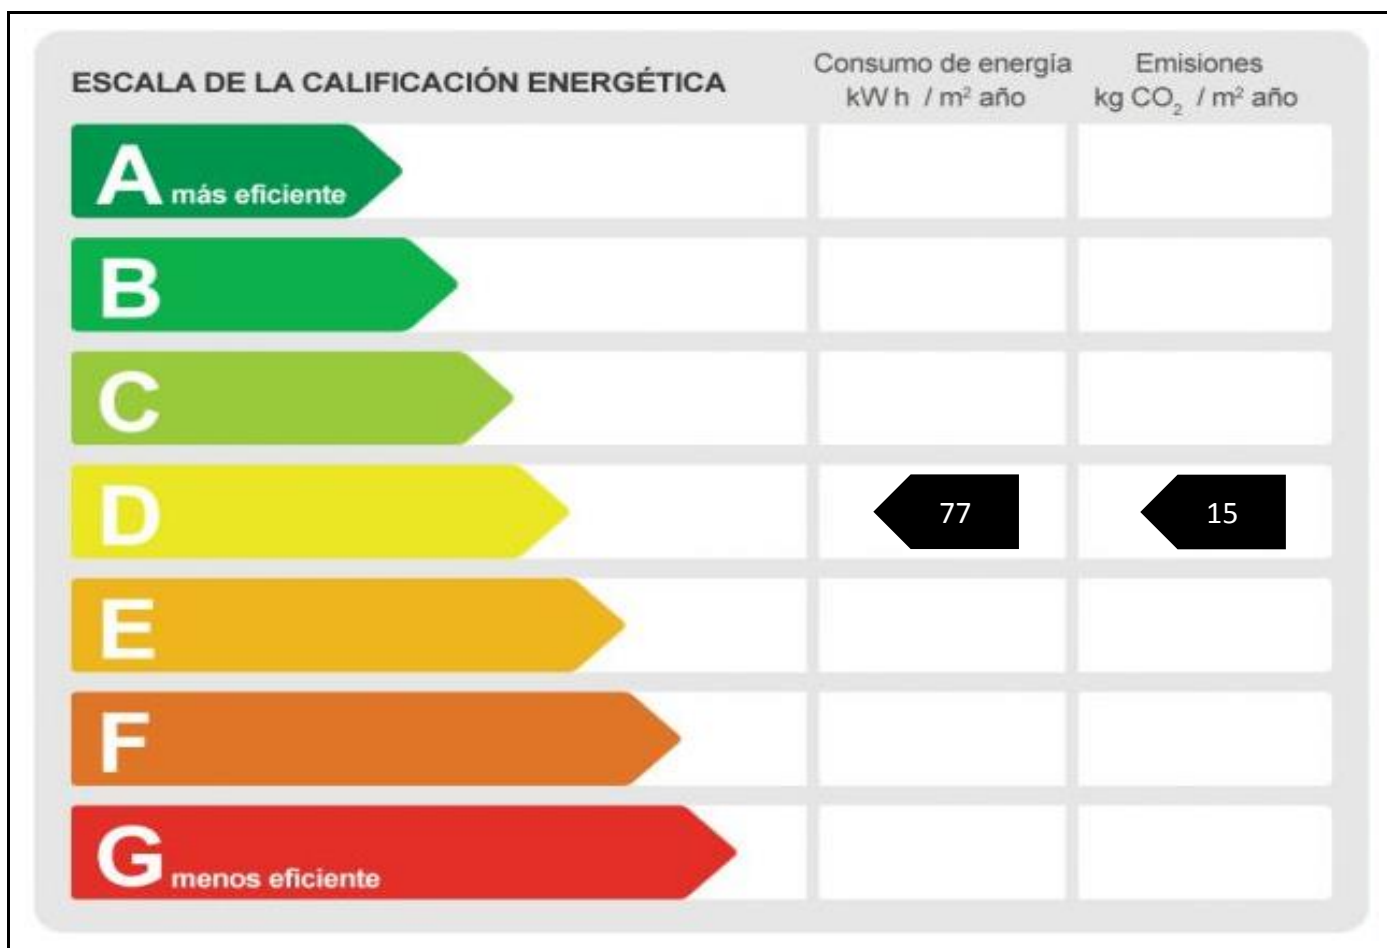 ESCALA DE LA CALIFICACIÓN ENERGÉTICA
Consumo de energía
kW h / m² año
Emisiones
kg CO₂ / m² año
A más eficiente
B
C
D
77
15
E
F
G menos eficiente